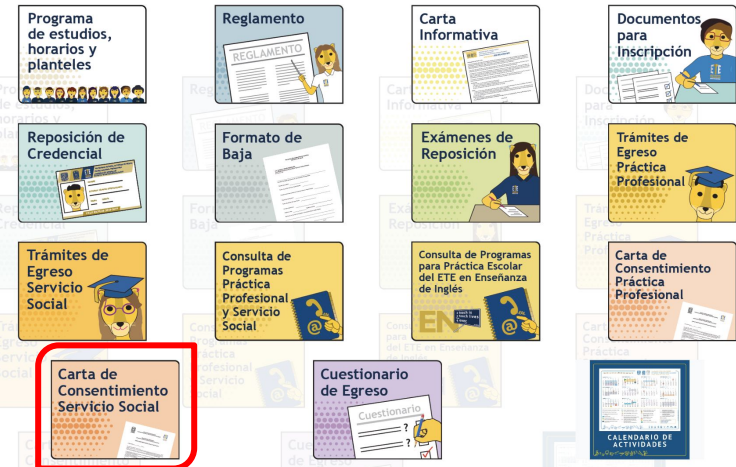 Programa
de estudios,
horarios y
planteles
Reglamento
REGLAMENTO
Carta
Informativa
Documentos
para
Inscripción
Reposición de
Credencial
Formato de
Baja
Exámenes de
Reposición
Trámites de
Egreso
Práctica
Profesional
Trámites de
Egreso
Servicio
Social
Consulta de
Programas
Práctica
Profesional
y Servicio
Social
@
Consulta de Programas
para Práctica Escolar
del ETE en Enseñanza
de Inglés
EN
@
Carta de
Consentimiento
Práctica
Profesional
Carta de
Consentimiento
Servicio Social
Cuestionario
de Egreso
Cuestionario
?
?
CALENDARIO DE
ACTIVIDADES